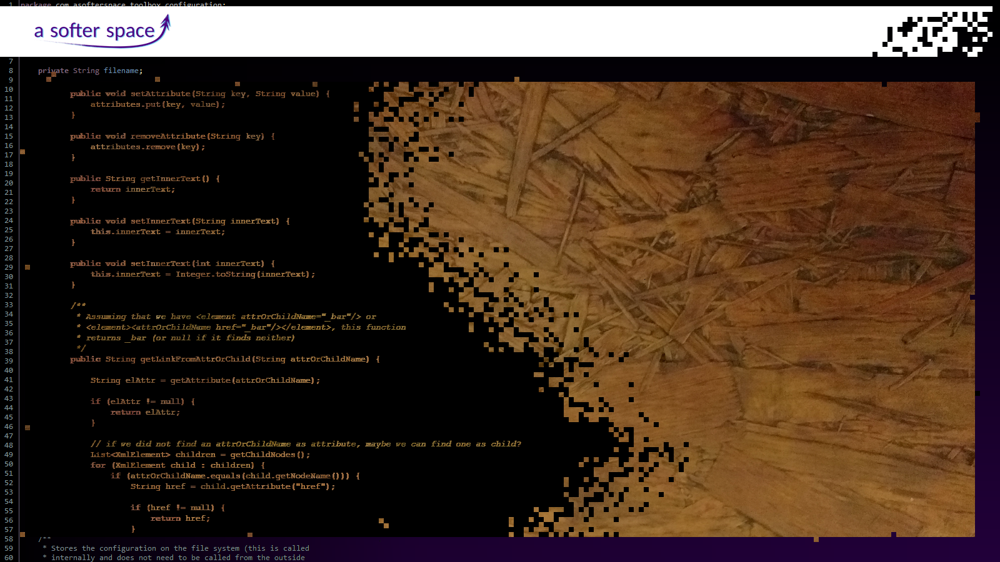 1 package com.asofterspace.toolbox.configuration;
a softer space
7
8 private String filename;
9
10 public void setAttribute(String key, String value) {
11 attributes.put(key, value);
12 }
13
14
15 public void removeAttribute(String key) {
16 attributes.remove(key);
17 }
18
19 public String getInnerText() {
20
21 return innerText;
22 }
23
24 public void setInnerText(String innerText) {
25 this.innerText = innerText;
26 }
27
28 public void setInnerText(int innerText) {
29
30 this.innerText = Integer.toString(innerText);
31 }
32
33 /**
34 * Assuming that we have <element attrOrChildName="_bar"/> or
35 * <element><attrOrChildName href="_bar"/></element>, this function
36
37 * returns _bar (or null if it finds neither)
38 */
39 public String getLinkFromAttrOrChild(String attrOrChildName) {
40
41 String elAttr = getAttribute(attrOrChildName);
42
43 if (elAttr != null) {
44 return elAttr;
45
46 }
47
48 // if we did not find an attrOrChildName as attribute, maybe we can find one as child?
49 List<XmlElement> children = getChildNodes();
50 for (XmlElement child : children) {
51 if (attrOrChildName.equals(child.getNodeName())) {
52 String href = child.getAttribute("href");
53
54
55 if (href != null) {
56 return href;
57 }
58 /**
59 * Stores the configuration on the file system (this is called
60 * internally and does not need to be called from the outside